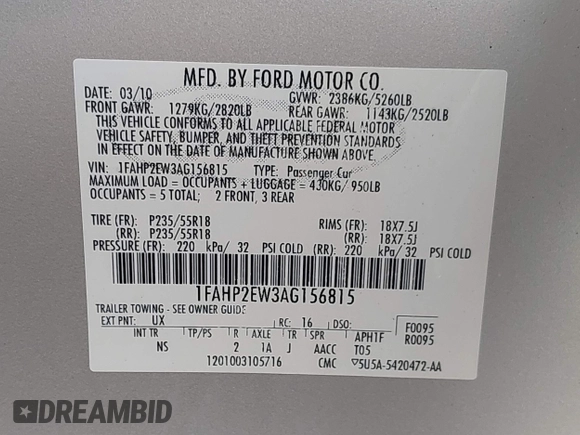 MFD. BY FORD MOTOR CO.
DATE: 03/10 GVWR: 2386KG/5260LB
FRONT GAWR: 1279KG/2820LB REAR GAWR: 1143KG/2520LB
THIS VEHICLE CONFORMS TO ALL APPLICABLE FEDERAL MOTOR
VEHICLE SAFETY, BUMPER, AND THEFT PREVENTION STANDARDS
IN EFFECT ON THE DATE OF MANUFACTURE SHOWN ABOVE.
VIN: 1FAHP2EW3AG156815 TYPE: Passenger Car
MAXIMUM LOAD = OCCUPANTS + LUGGAGE = 430KG/ 950LB
OCCUPANTS = 5 TOTAL; 2 FRONT, 3 REAR
TIRE (FR): P235/55R18 RIMS (FR): 18X7.5J
(RR): P235/55R18 (RR): 18X7.5J
PRESSURE (FR): 220 kPa/ 32 PSI COLD (RR): 220 kPa/ 32 PSI COLD
1FAHP2EW3AG156815
TRAILER TOWING - SEE OWNER GUIDE
EXT PNT: UX RC: 16 DSO: F0095
R0095
INT TR TP/PS R AXLE TR SPR APH1F
NS 2 1A J AACC T05
1201003105716 CMC 5U5A-5420472-AA
DREAMBID